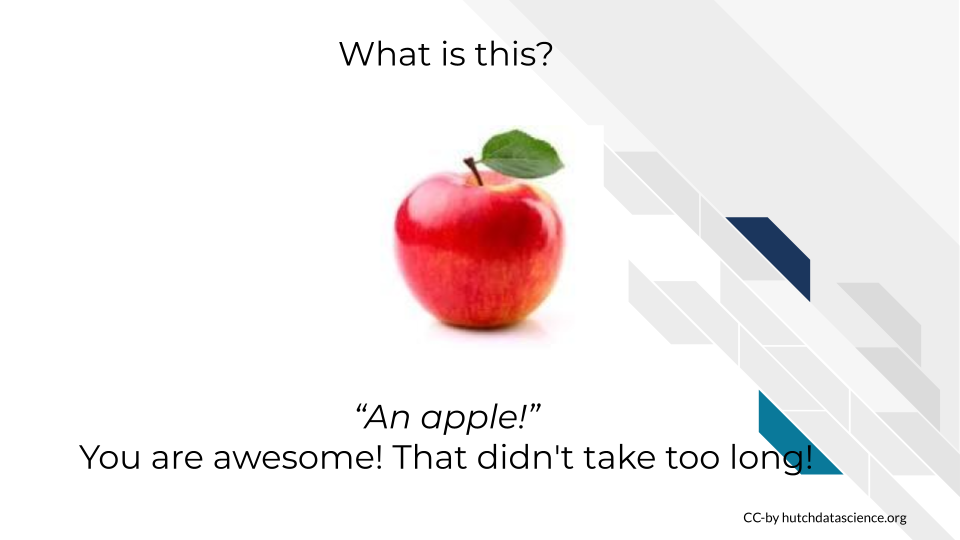 What is this?
“An apple!”
You are awesome! That didn't take too long!
CC-by hutchdatascience.org